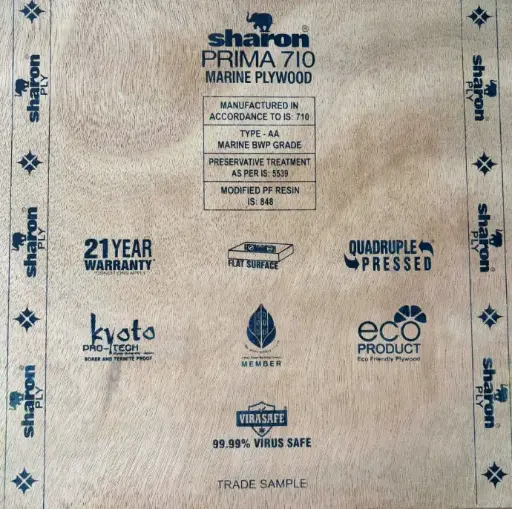 sharon®
PRIMA 710
MARINE PLYWOOD
MANUFACTURED IN
ACCORDANCE TO IS: 710
TYPE - AA
MARINE BWP GRADE
PRESERVATIVE TREATMENT
AS PER IS: 5539
MODIFIED PF RESIN
IS: 848
21 YEAR
WARRANTY*
*CONDITIONS APPLY
FLAT SURFACE
QUADRUPLE
PRESSED
kyoto
PRO-TECH
BORER AND TERMITE PROOF
MEMBER
eco
PRODUCT
Eco Friendly Plywood
VIRASAFE
99.99% VIRUS SAFE
TRADE SAMPLE
sharon
PLY
sharon
PLY
sharon
PLY
sharon
PLY
sharon
PLY
sharon
PLY